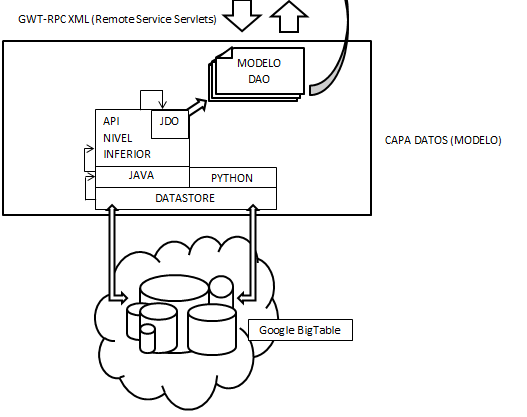 GWT-RPC XML (Remote Service Servlets)
MODELO
DAO
API
NIVEL
INFERIOR
JDO
CAPA DATOS (MODELO)
JAVA
PYTHON
DATASTORE
Google BigTable